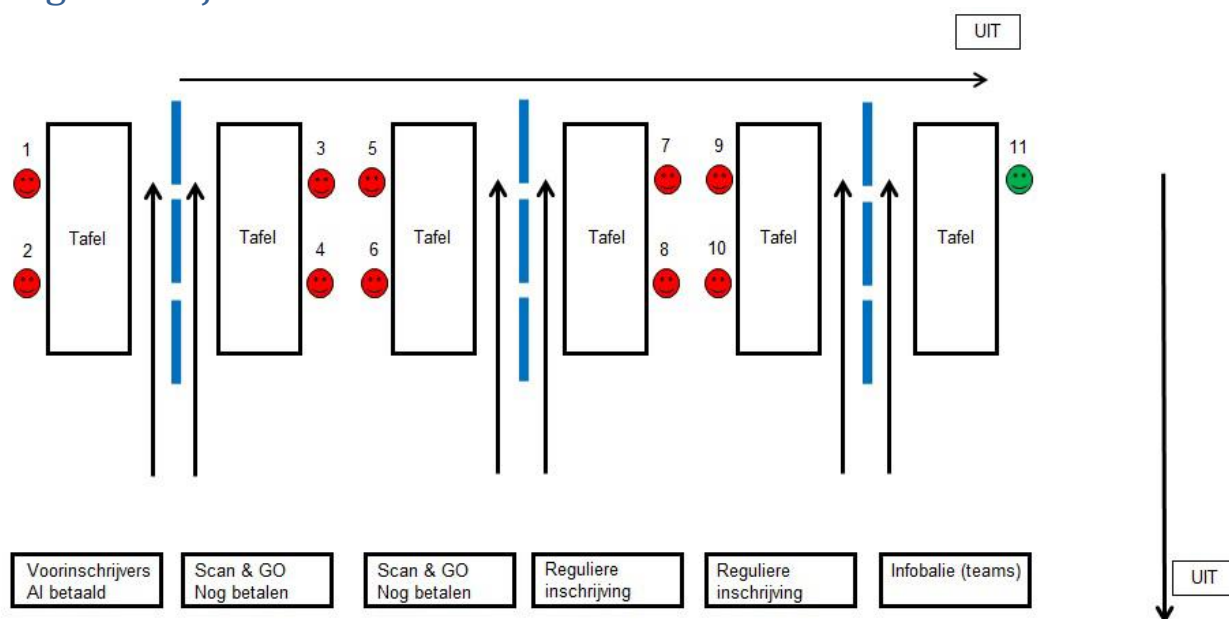 UIT
1
3
5
7
9
11
Tafel
Tafel
Tafel
Tafel
Tafel
Tafel
2
4
6
8
10
Voorinschrijvers
Al betaald
Scan & GO
Nog betalen
Scan & GO
Nog betalen
Reguliere
inschrijving
Reguliere
inschrijving
Infobalie (teams)
UIT